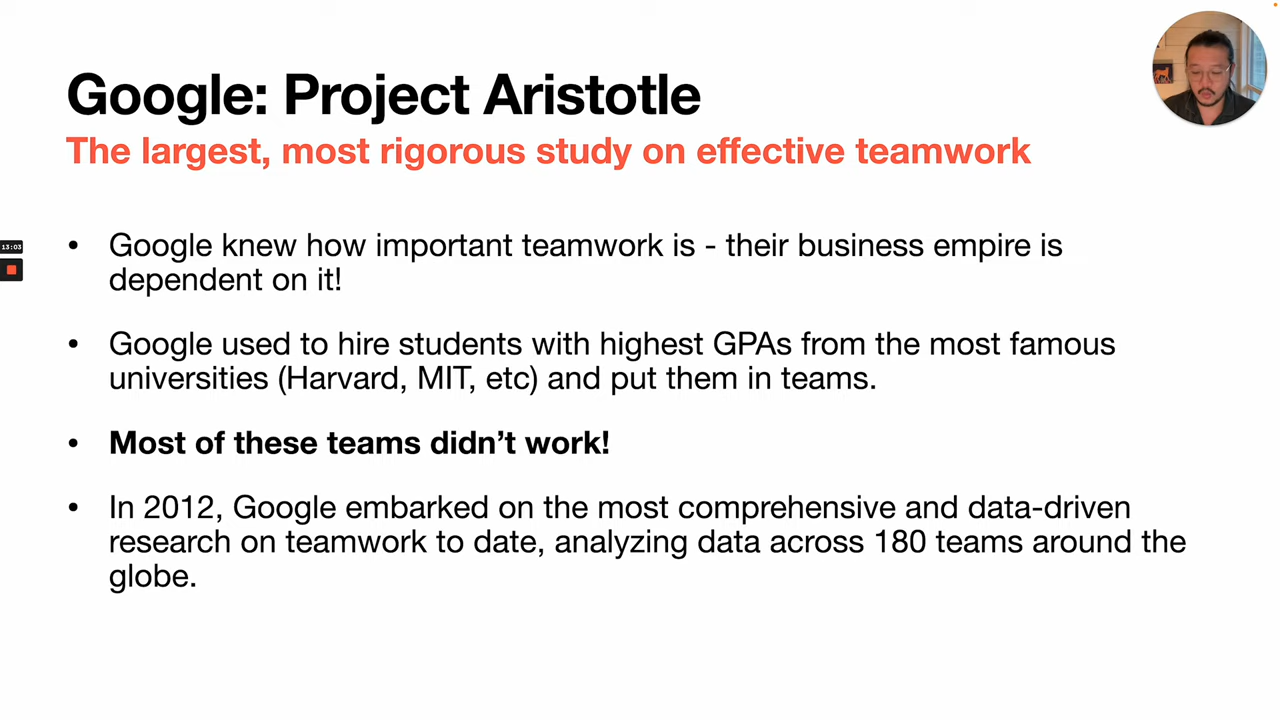 Google: Project Aristotle
The largest, most rigorous study on effective teamwork
13:03
• Google knew how important teamwork is - their business empire is
dependent on it!
• Google used to hire students with highest GPAs from the most famous
universities (Harvard, MIT, etc) and put them in teams.
• Most of these teams didn’t work!
• In 2012, Google embarked on the most comprehensive and data-driven
research on teamwork to date, analyzing data across 180 teams around the
globe.